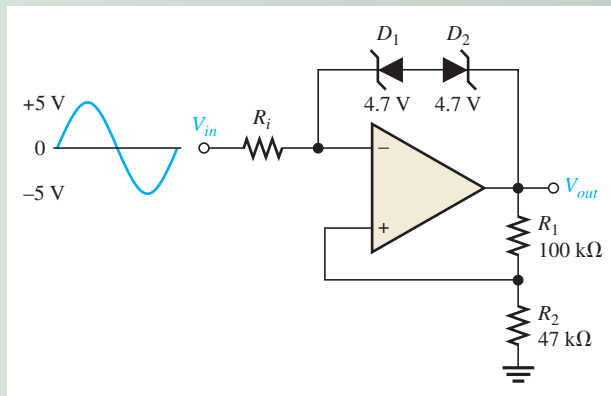 D1 D2
4.7 V 4.7 V
+5 V
0
–5 V
Vin
Ri
–
+
Vout
R1
100 kΩ
R2
47 kΩ